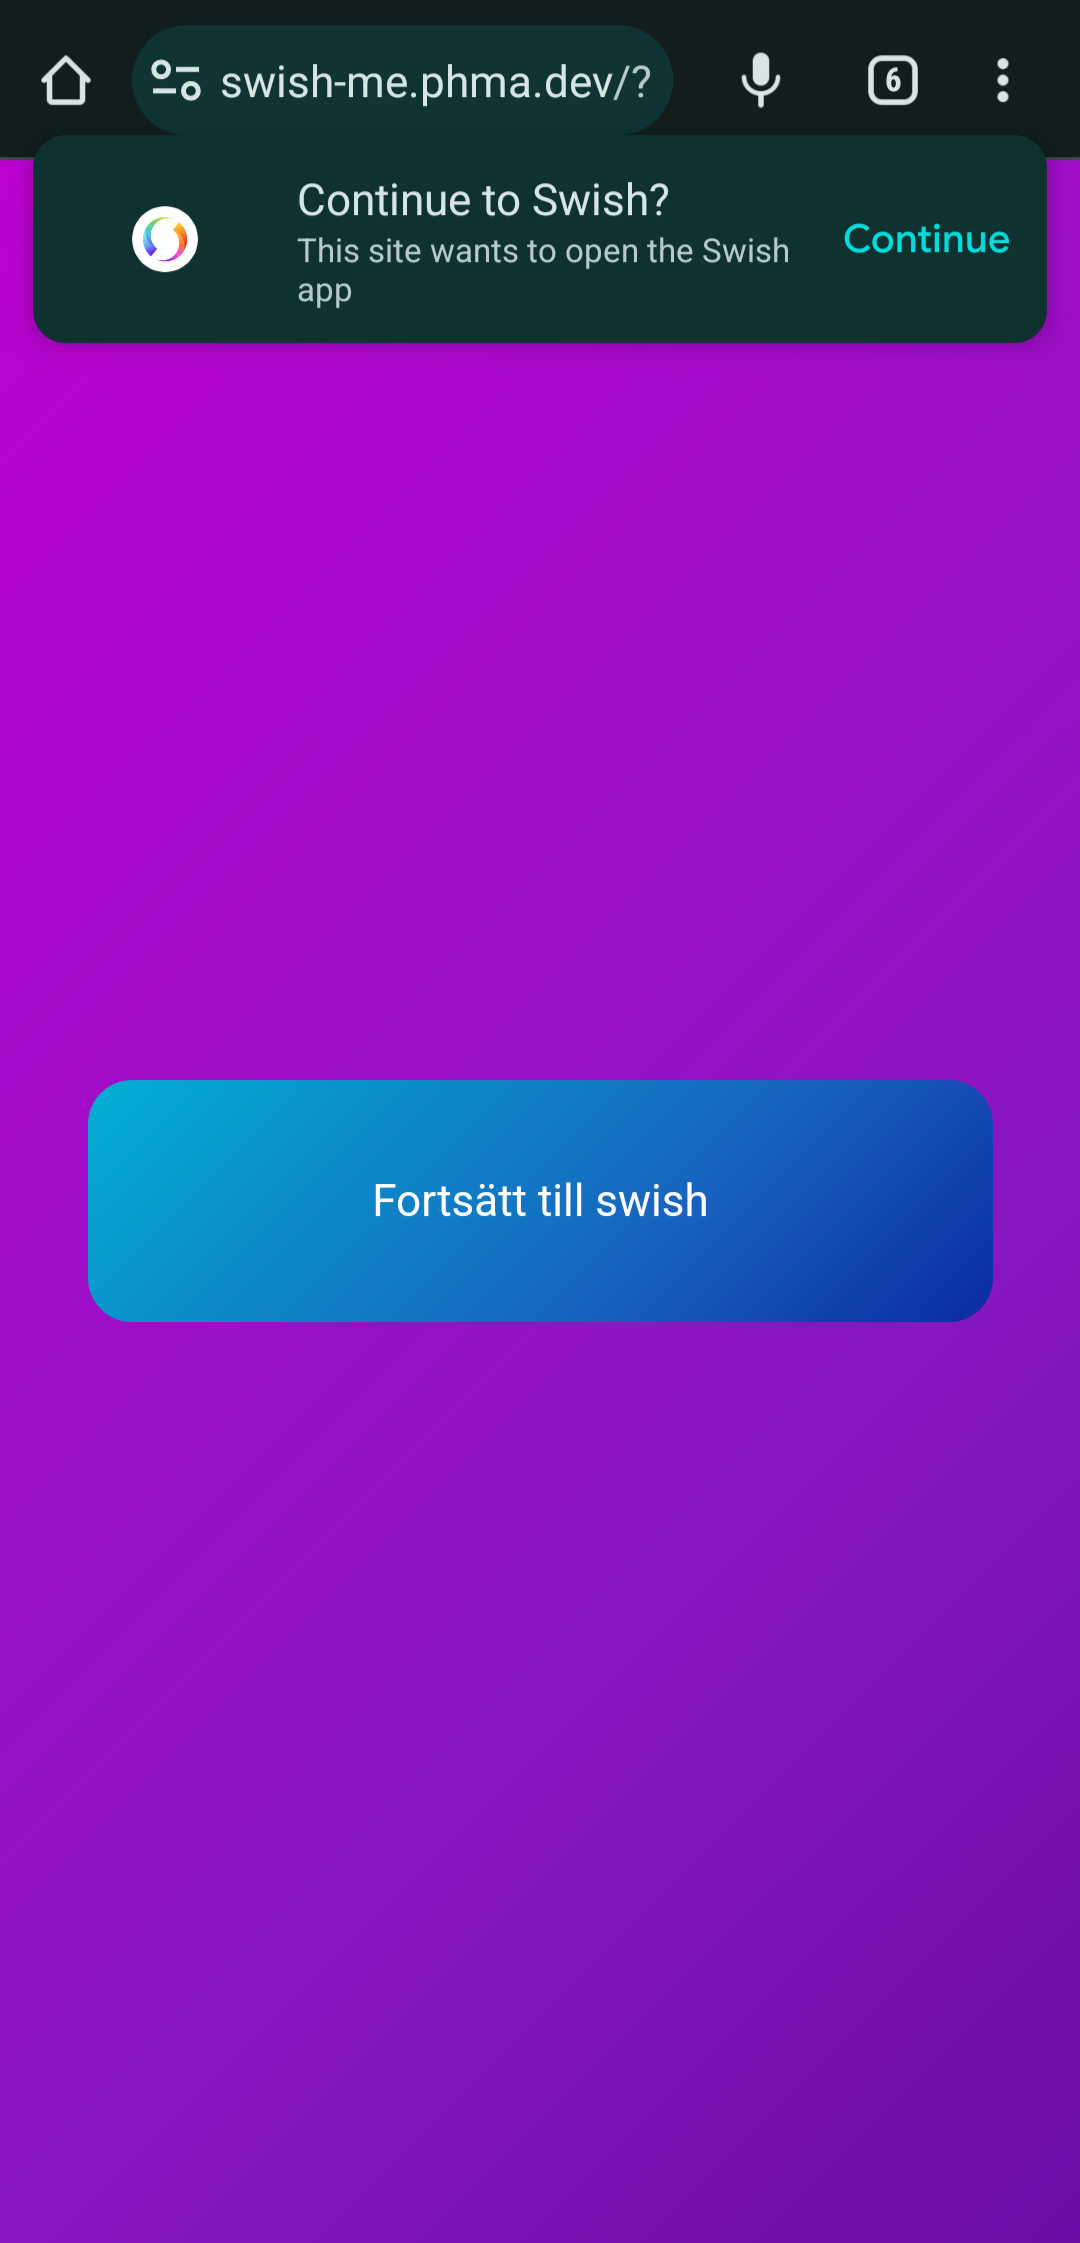 swish-me.phma.dev/?
6
Continue to Swish?
This site wants to open the Swish
app
Continue
Fortsätt till swish